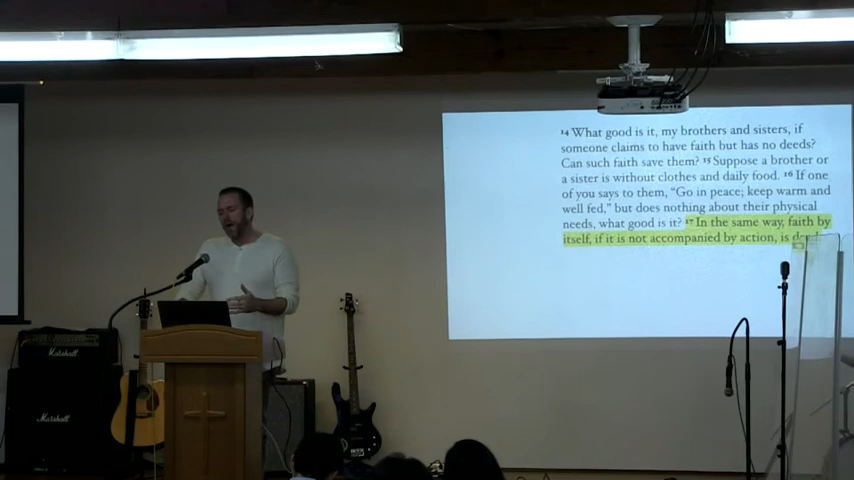 14 What good is it, my brothers and sisters, if
someone claims to have faith but has no deeds?
Can such faith save them? 15 Suppose a brother or
a sister is without clothes and daily food. 16 If one
of you says to them, “Go in peace; keep warm and
well fed,” but does nothing about their physical
needs, what good is it? 17 In the same way, faith by
itself, if it is not accompanied by action, is dead.
Marshall
Marshall